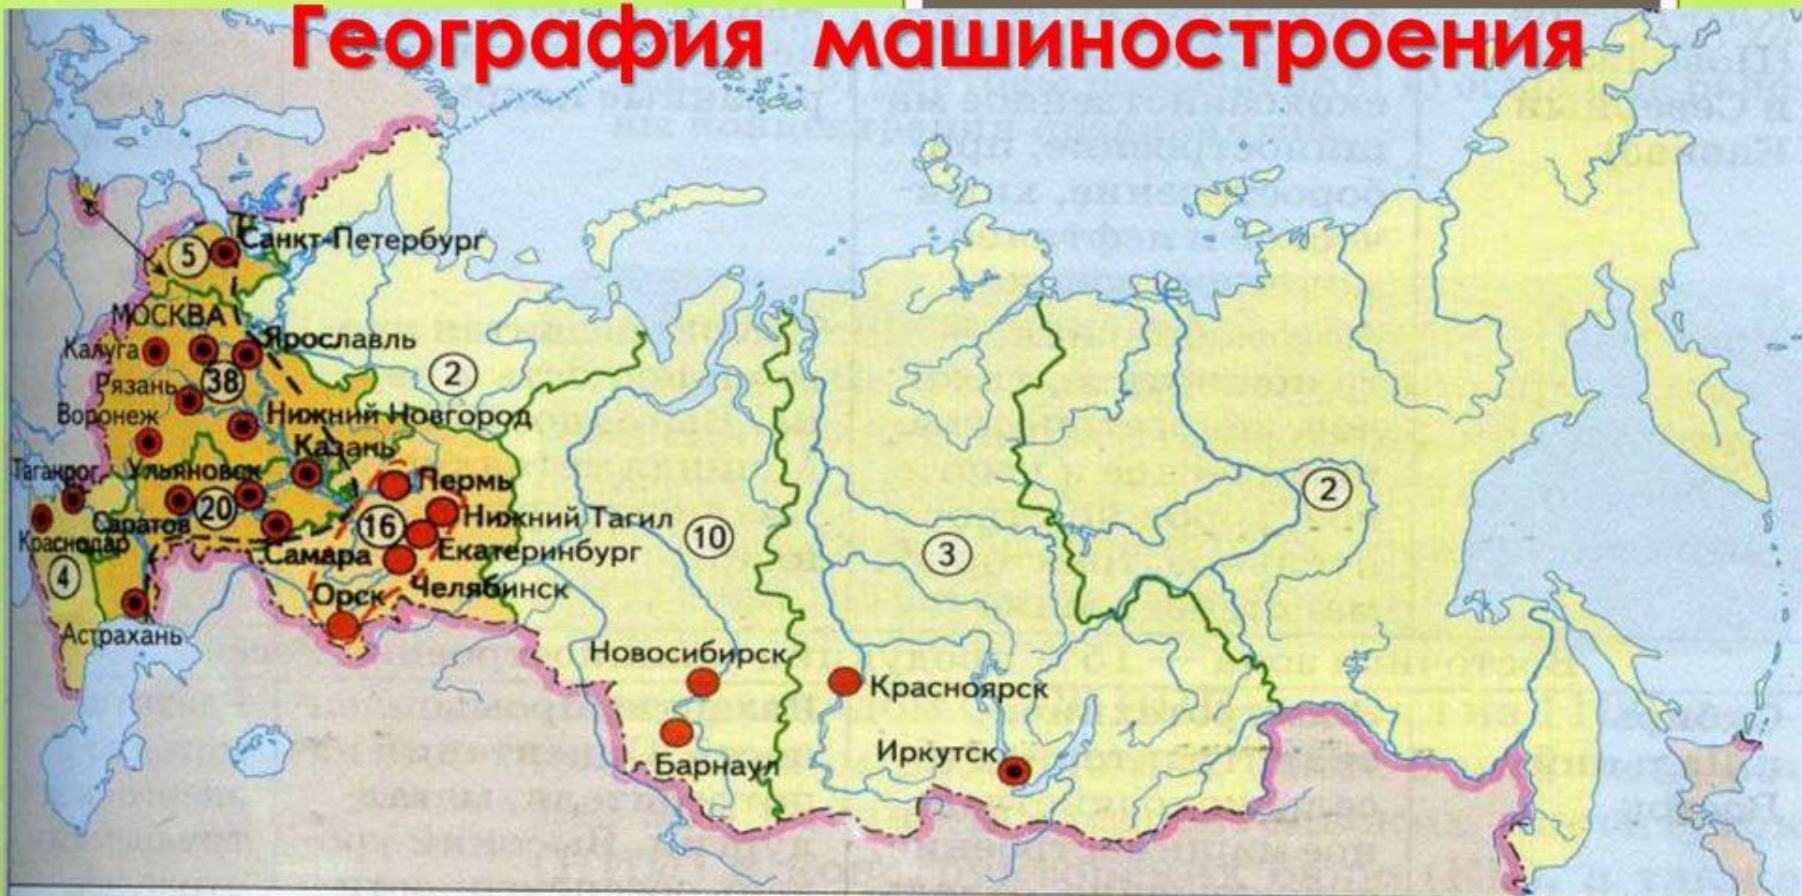 География машиностроения
5
Санкт-Петербург
МОСКВА
Ярославль
Калуга
2
38
Рязань
Воронеж
Нижний Новгород
Казань
Таганрог
Ульяновск
Пермь
2
20
Саратов
16
Нижний Тагил
Краснодар
10
3
Самара
Екатеринбург
4
Челябинск
Орск
Астрахань
Новосибирск
Красноярск
Иркутск
Барнаул